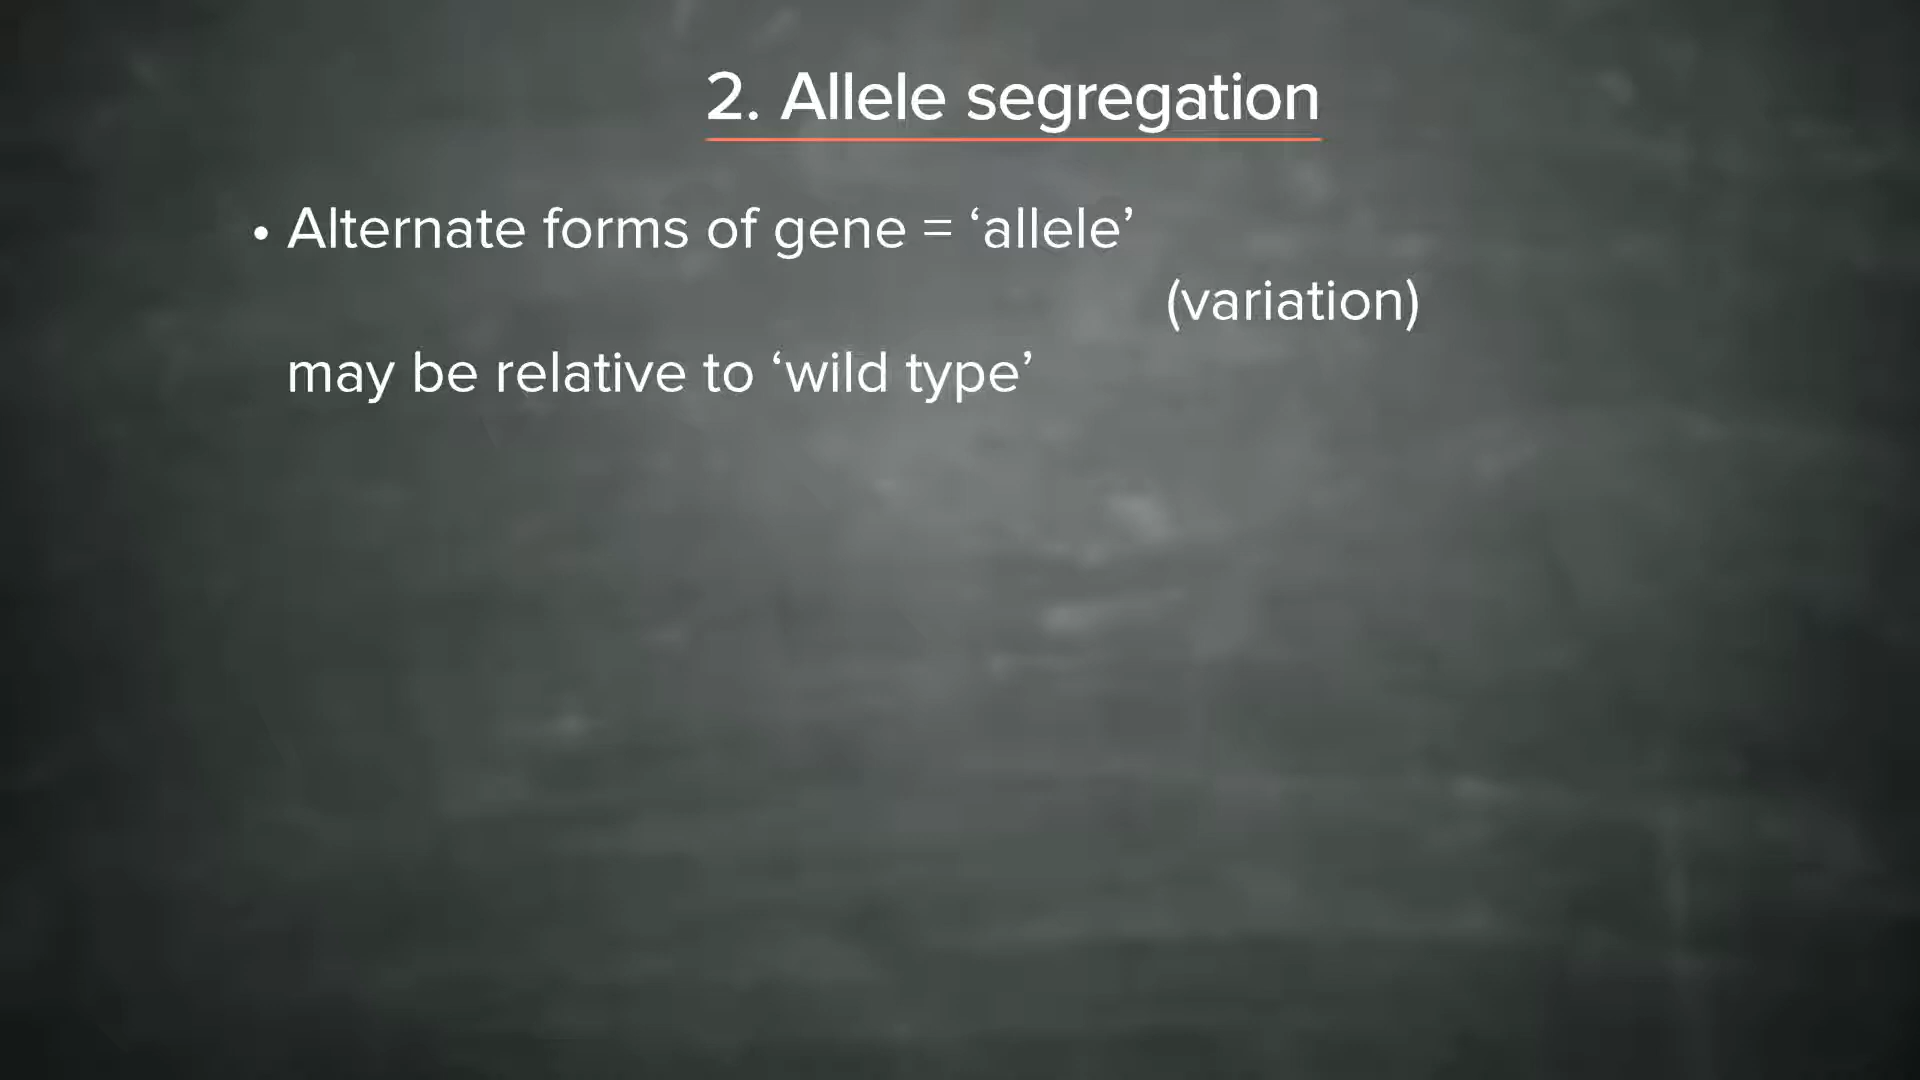 2. Allele segregation
• Alternate forms of gene = ‘allele’
(variation)
may be relative to ‘wild type’